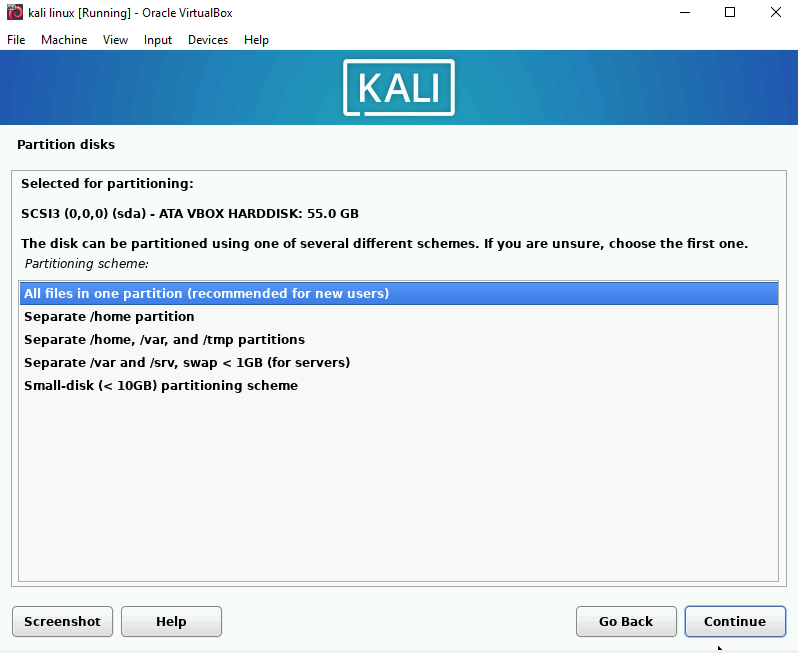 kali linux [Running] - Oracle VirtualBox
File Machine View Input Devices Help
KALI
Partition disks
Selected for partitioning:
SCSI3 (0,0,0) (sda) - ATA VBOX HARDDISK: 55.0 GB
The disk can be partitioned using one of several different schemes. If you are unsure, choose the first one.
Partitioning scheme:
All files in one partition (recommended for new users)
Separate /home partition
Separate /home, /var, and /tmp partitions
Separate /var and /srv, swap < 1GB (for servers)
Small-disk (< 10GB) partitioning scheme
Screenshot Help Go Back Continue